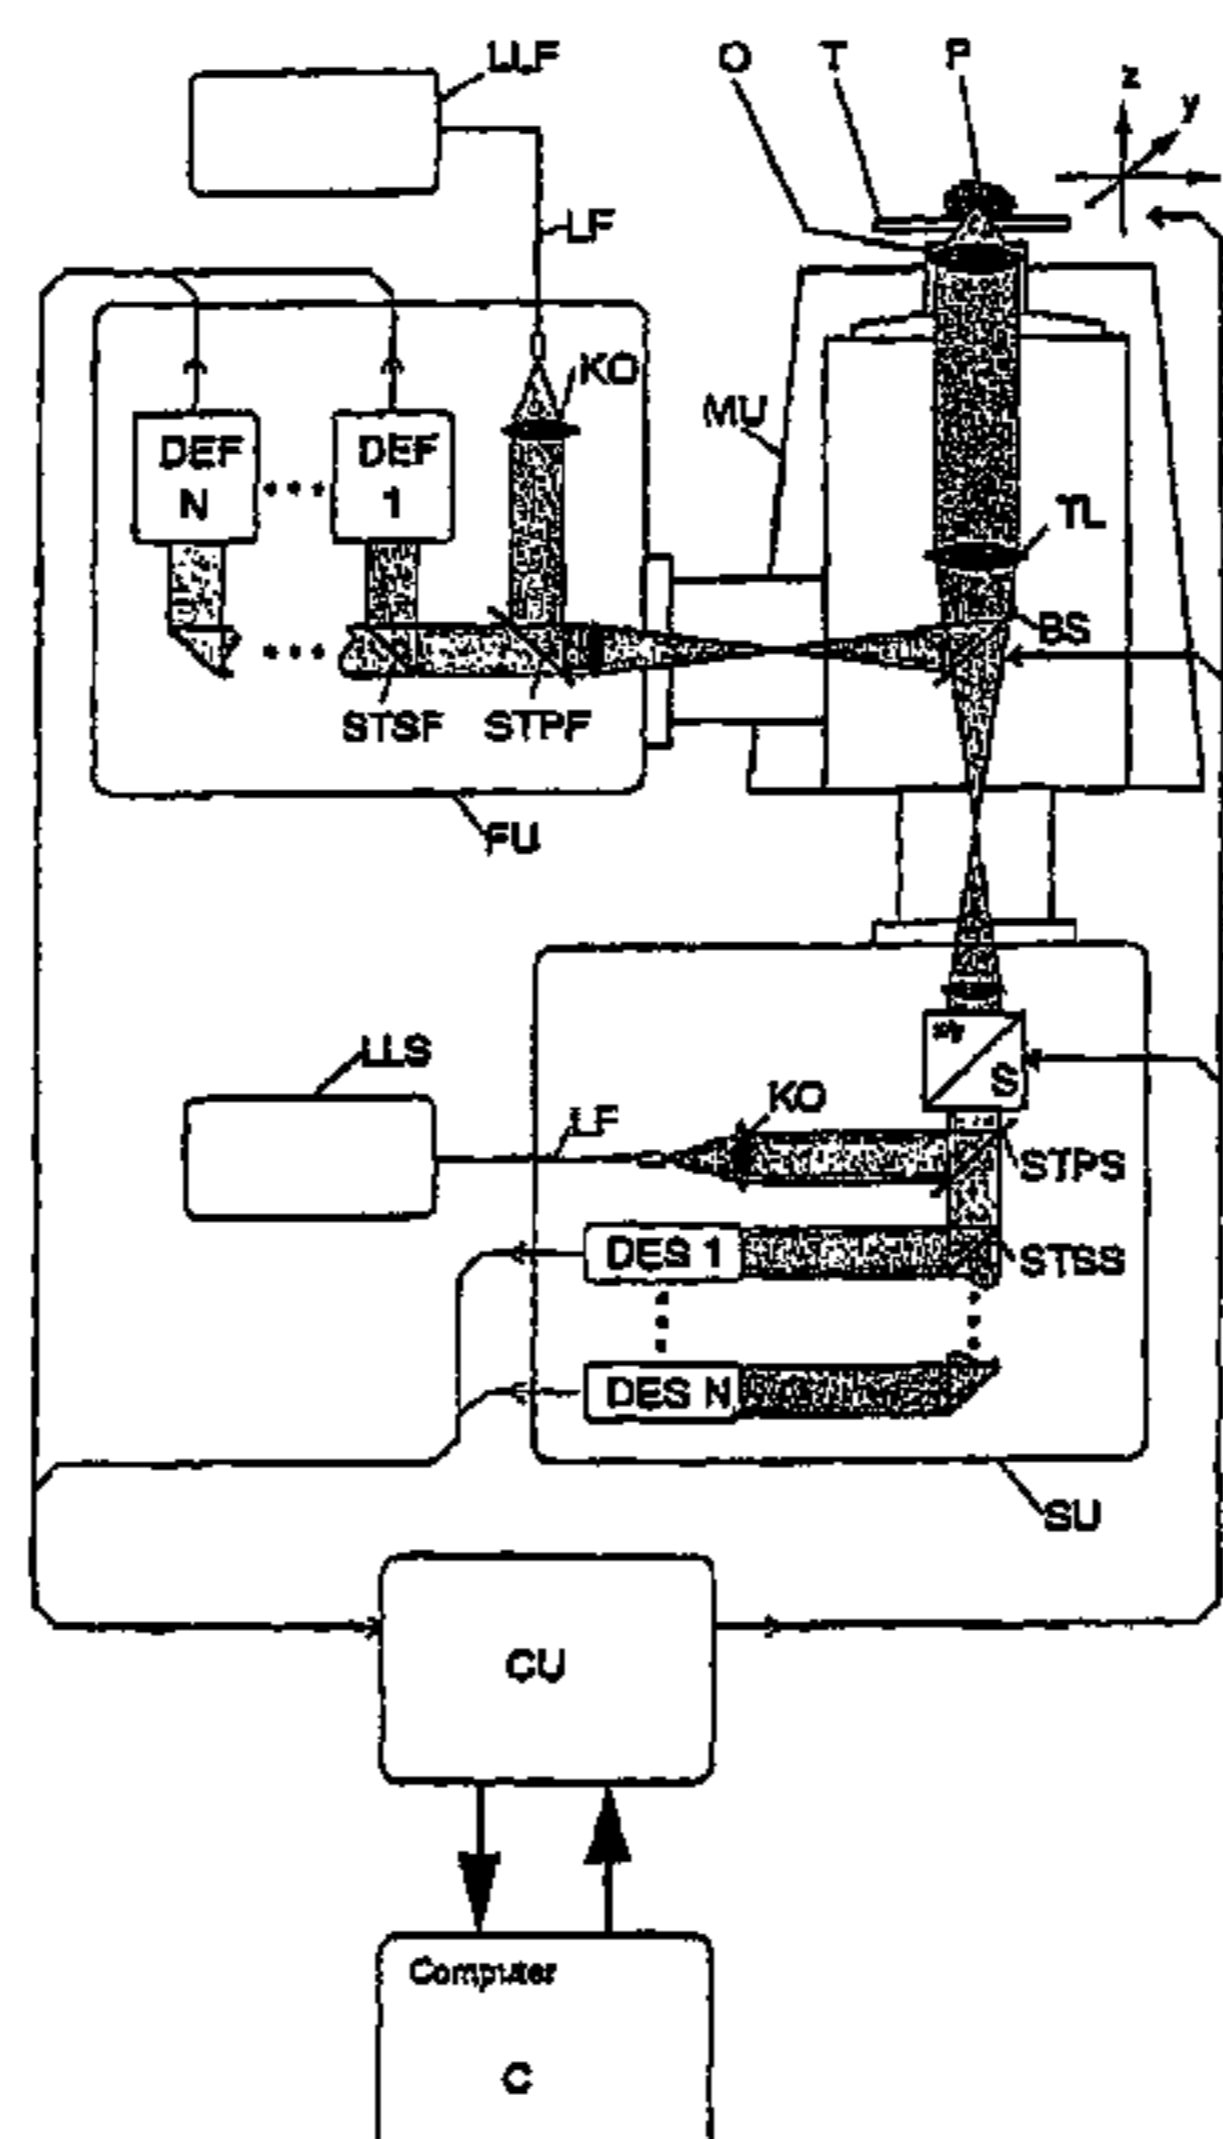 LLF
O
T
P
z
y
LF
KO
DEF
N
DEF
1
MU
TL
BS
STSF
STPF
FU
S
LLS
LF
KO
STPS
DES 1
STSS
DES N
SU
CU
Computer
C